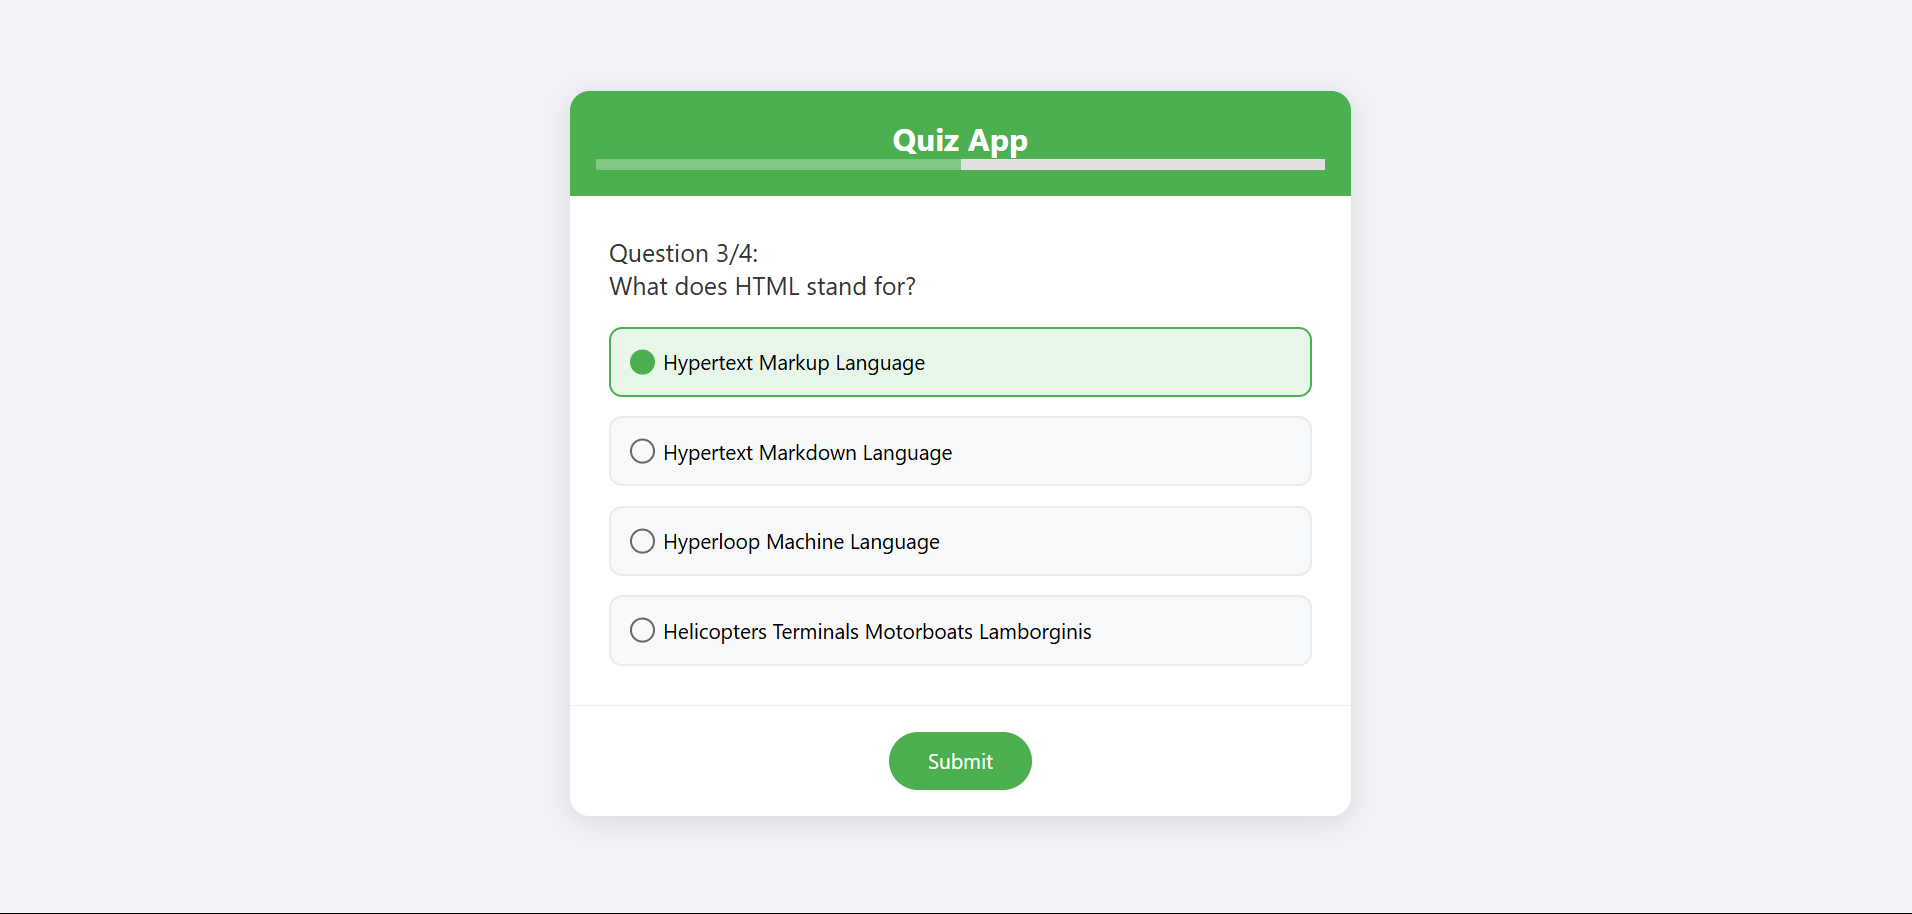 Quiz App
Question 3/4:
What does HTML stand for?
Hypertext Markup Language
Hypertext Markdown Language
Hyperloop Machine Language
Helicopters Terminals Motorboats Lamborginis
Submit